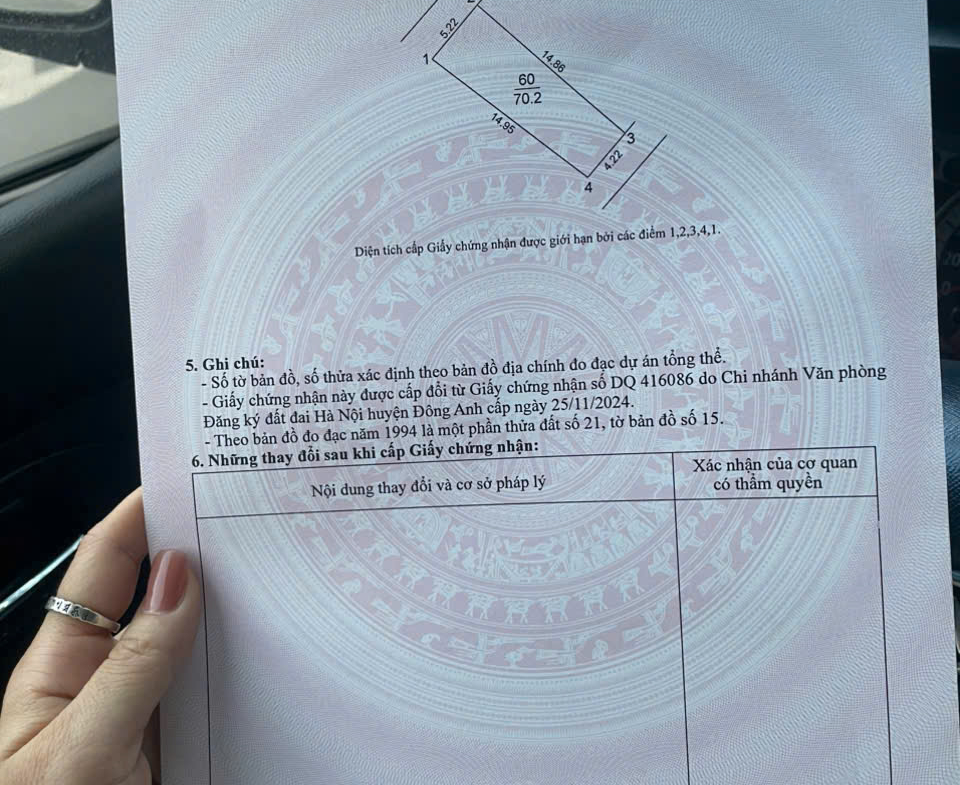 5.22
1
14.86
60
70.2
14.95
3
4.22
4
Diện tích cấp Giấy chứng nhận được giới hạn bởi các điểm 1,2,3,4,1.
5. Ghi chú:
- Số tờ bản đồ, số thửa xác định theo bản đồ địa chính đo đạc dự án tổng thể.
- Giấy chứng nhận này được cấp đổi từ Giấy chứng nhận số DQ 416086 do Chi nhánh Văn phòng
Đăng ký đất đai Hà Nội huyện Đông Anh cấp ngày 25/11/2024.
- Theo bản đồ đo đạc năm 1994 là một phần thửa đất số 21, tờ bản đồ số 15.
6. Những thay đổi sau khi cấp Giấy chứng nhận:
Nội dung thay đổi và cơ sở pháp lý
Xác nhận của cơ quan
có thẩm quyền